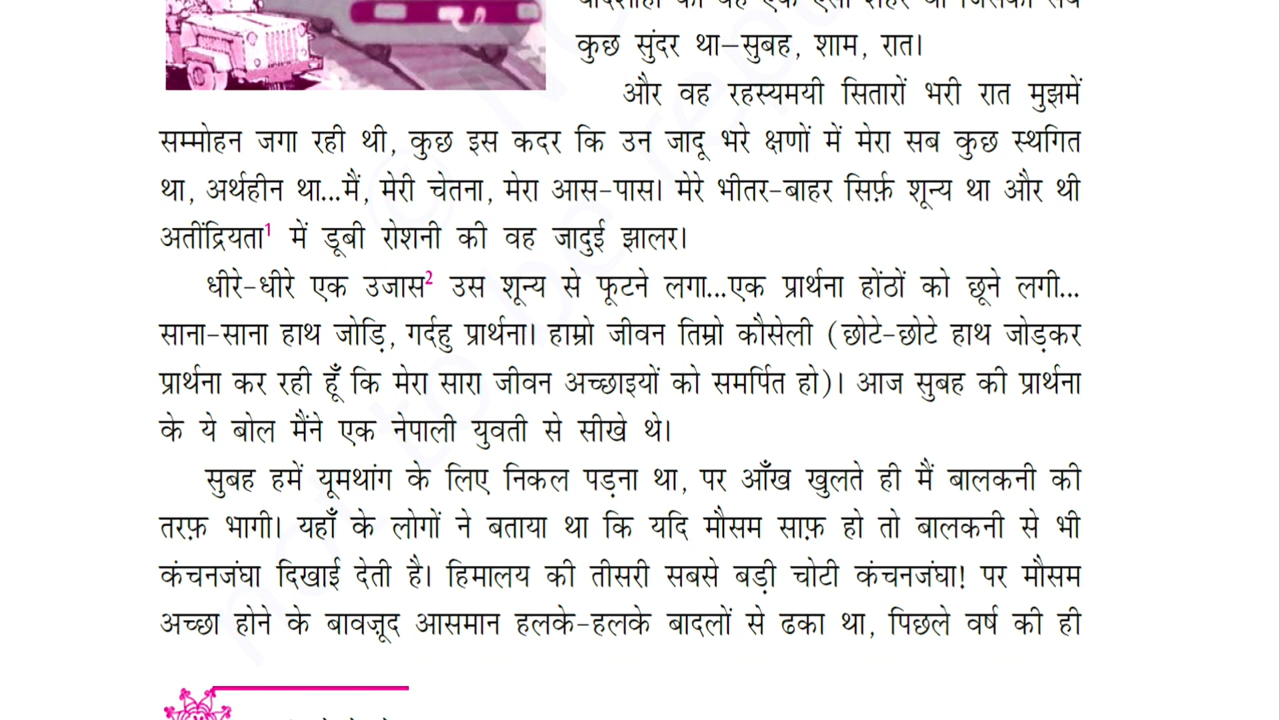 कुछ सुंदर था–सुबह, शाम, रात।
और वह रहस्यमयी सितारों भरी रात मुझमें
सम्मोहन जगा रही थी, कुछ इस कदर कि उन जादू भरे क्षणों में मेरा सब कुछ स्थगित
था, अर्थहीन था...मैं, मेरी चेतना, मेरा आस-पास। मेरे भीतर-बाहर सिर्फ़ शून्य था और थी
अतींद्रियता1 में डूबी रोशनी की वह जादुई झालर।
धीरे-धीरे एक उजास2 उस शून्य से फूटने लगा...एक प्रार्थना होंठों को छूने लगी...
साना-साना हाथ जोड़ि, गर्दहु प्रार्थना। हाम्रो जीवन तिम्रो कौसेली (छोटे-छोटे हाथ जोड़कर
प्रार्थना कर रही हूँ कि मेरा सारा जीवन अच्छाइयों को समर्पित हो)। आज सुबह की प्रार्थना
के ये बोल मैंने एक नेपाली युवती से सीखे थे।
सुबह हमें यूमथांग के लिए निकल पड़ना था, पर आँख खुलते ही मैं बालकनी की
तरफ़ भागी। यहाँ के लोगों ने बताया था कि यदि मौसम साफ़ हो तो बालकनी से भी
कंचनजंघा दिखाई देती है। हिमालय की तीसरी सबसे बड़ी चोटी कंचनजंघा! पर मौसम
अच्छा होने के बावजूद आसमान हलके-हलके बादलों से ढका था, पिछले वर्ष की ही